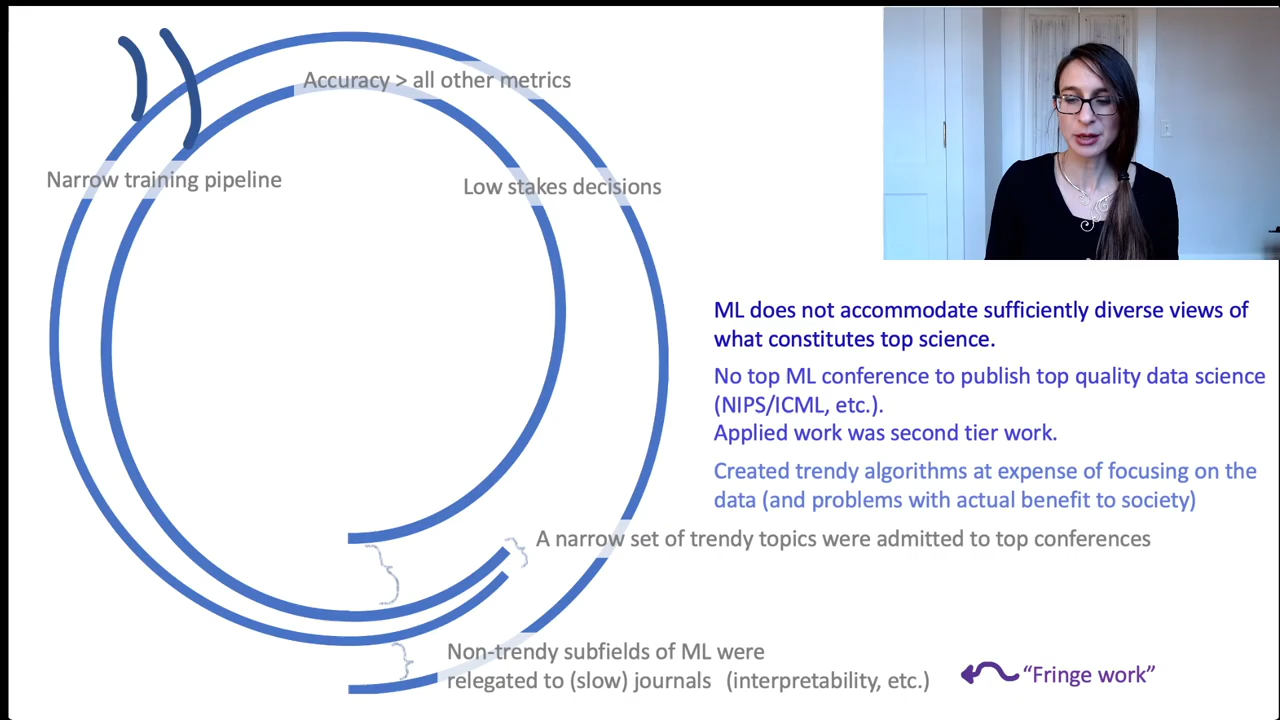 Accuracy > all other metrics
Narrow training pipeline
Low stakes decisions
ML does not accommodate sufficiently diverse views of
what constitutes top science.
No top ML conference to publish top quality data science
(NIPS/ICML, etc.).
Applied work was second tier work.
Created trendy algorithms at expense of focusing on the
data (and problems with actual benefit to society)
A narrow set of trendy topics were admitted to top conferences
Non-trendy subfields of ML were
relegated to (slow) journals (interpretability, etc.)
“Fringe work”